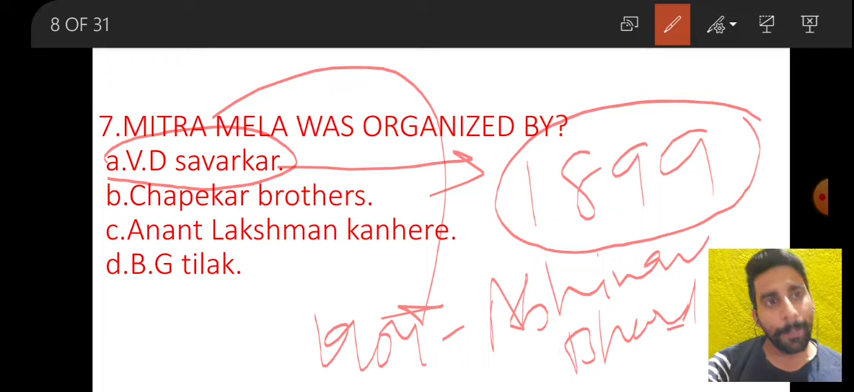 8 OF 31
7.MITRA MELA WAS ORGANIZED BY?
a.V.D savarkar.
b.Chapekar brothers.
c.Anant Lakshman kanhere.
d.B.G tilak.
1899
1904 - Abhinav
Bharat